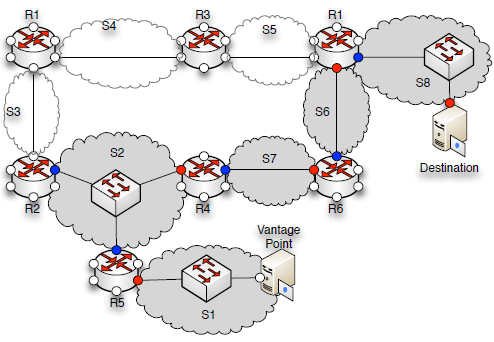 R1
S4
R3
S5
R1
S8
S3
S6
Destination
S2
S7
R2
R4
R6
Vantage
Point
R5
S1